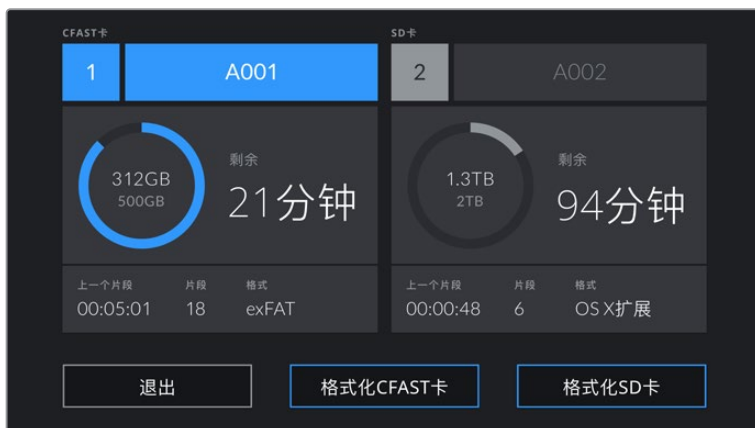 CFAST卡
1
A001
312GB
500GB
剩余
21分钟
上一个片段 片段 格式
00:05:01 18 exFAT
SD卡
2
A002
1.3TB
2TB
剩余
94分钟
上一个片段 片段 格式
00:00:48 6 OS X扩展
退出
格式化CFAST卡
格式化SD卡